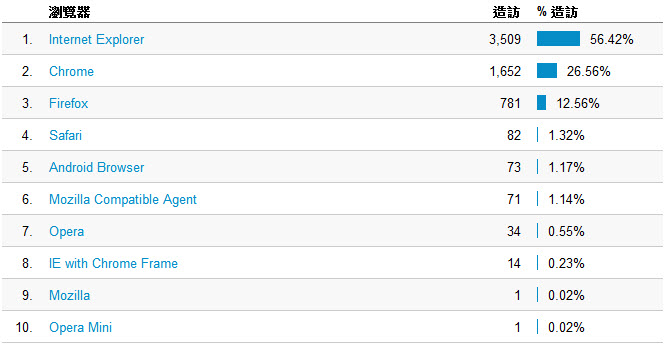 瀏覽器 造訪 % 造訪
1. Internet Explorer 3,509 56.42%
2. Chrome 1,652 26.56%
3. Firefox 781 12.56%
4. Safari 82 1.32%
5. Android Browser 73 1.17%
6. Mozilla Compatible Agent 71 1.14%
7. Opera 34 0.55%
8. IE with Chrome Frame 14 0.23%
9. Mozilla 1 0.02%
10. Opera Mini 1 0.02%